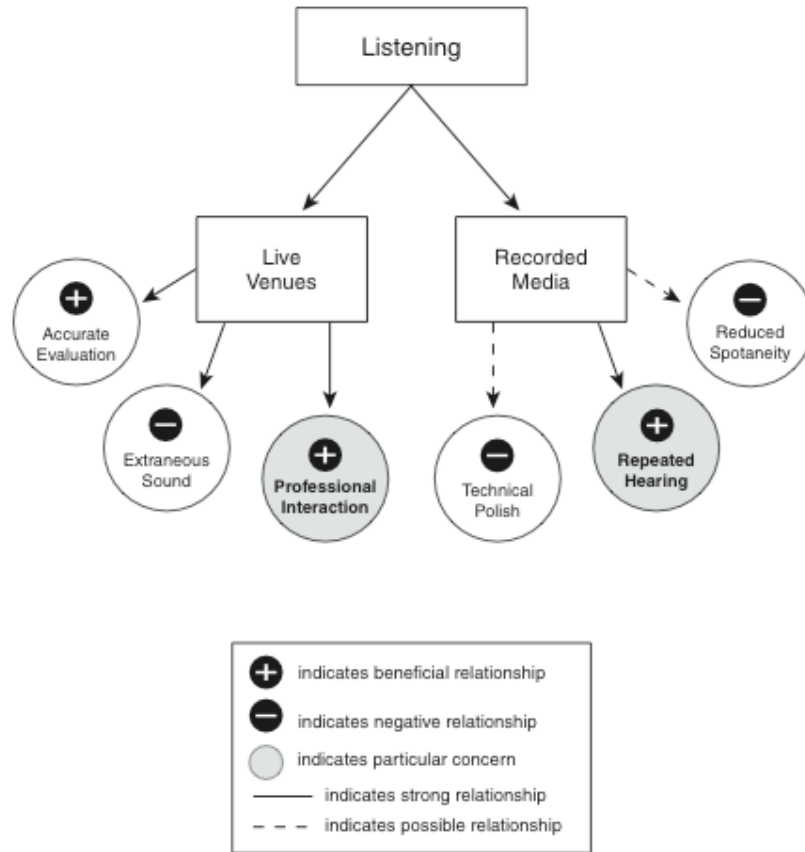 Listening
Live
Venues
Recorded
Media
Accurate
Evaluation
Reduced
Spotaneity
Extraneous
Sound
Professional
Interaction
Technical
Polish
Repeated
Hearing
indicates beneficial relationship
indicates negative relationship
indicates particular concern
indicates strong relationship
indicates possible relationship